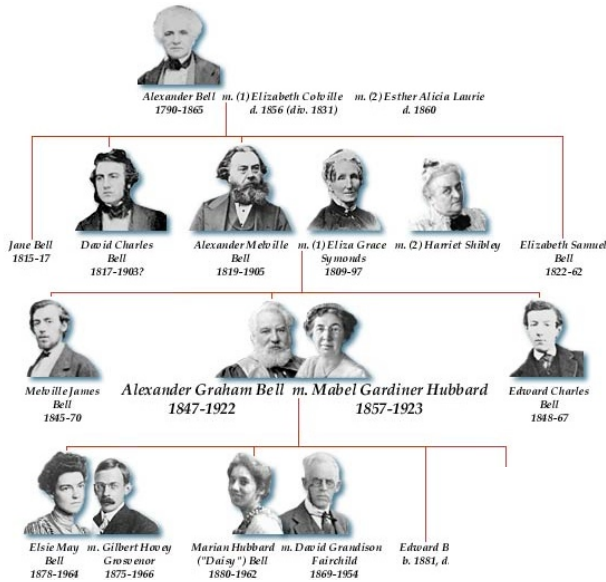 Alexander Bell m. (1) Elizabeth Colville m. (2) Esther Alicia Laurie
1790-1865 d. 1856 (div. 1831) d. 1860
Jane Bell David Charles Alexander Melville m. (1) Eliza Grace m. (2) Harriet Shibley Elizabeth Samuel
1815-17 Bell Bell Symonds Bell
1817-1903? 1819-1905 1809-97 1822-62
Melville James Alexander Graham Bell m. Mabel Gardiner Hubbard Edward Charles
Bell 1847-1922 1857-1923 Bell
1845-70 1848-67
Elsie May m. Gilbert Hovey Marian Hubbard m. David Grandison Edward B
Bell Grosvenor ("Daisy") Bell Fairchild b. 1881, d.
1878-1964 1875-1966 1880-1962 1869-1954